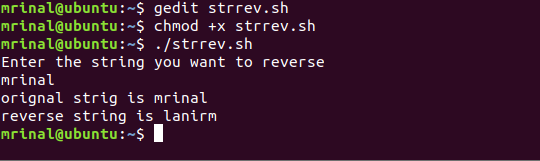 mrinal@ubuntu:~$ gedit strrev.sh
mrinal@ubuntu:~$ chmod +x strrev.sh
mrinal@ubuntu:~$ ./strrev.sh
Enter the string you want to reverse
mrinal
orignal strig is mrinal
reverse string is lanirm
mrinal@ubuntu:~$